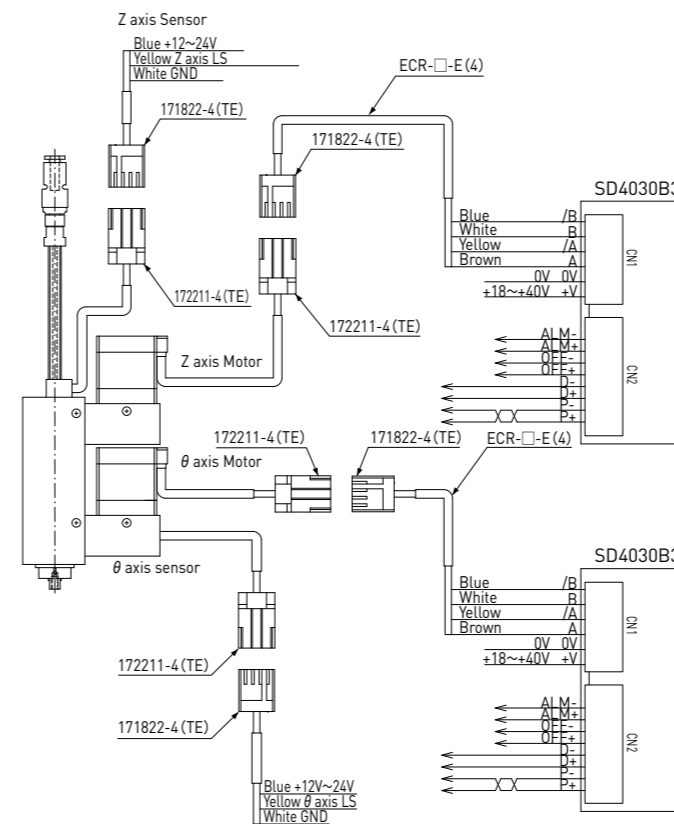 Z axis Sensor
Blue +12~24V
Yellow Z axis LS
White GND
ECR-□-E(4)
171822-4(TE)
171822-4(TE)
SD4030B3
Blue /B
White B
Yellow /A
Brown A
0V 0V
+18~+40V +V
CN1
172211-4(TE)
172211-4(TE)
ALM-
ALM+
OFF-
OFF+
D-
D+
P-
P+
CN2
Z axis Motor
172211-4(TE)
171822-4(TE)
ECR-□-E(4)
θ axis Motor
θ axis sensor
SD4030B3
Blue /B
White B
Yellow /A
Brown A
0V 0V
+18~+40V +V
CN1
172211-4(TE)
171822-4(TE)
ALM-
ALM+
OFF-
OFF+
D-
D+
P-
P+
CN2
Blue +12V~24V
Yellow θ axis LS
White GND